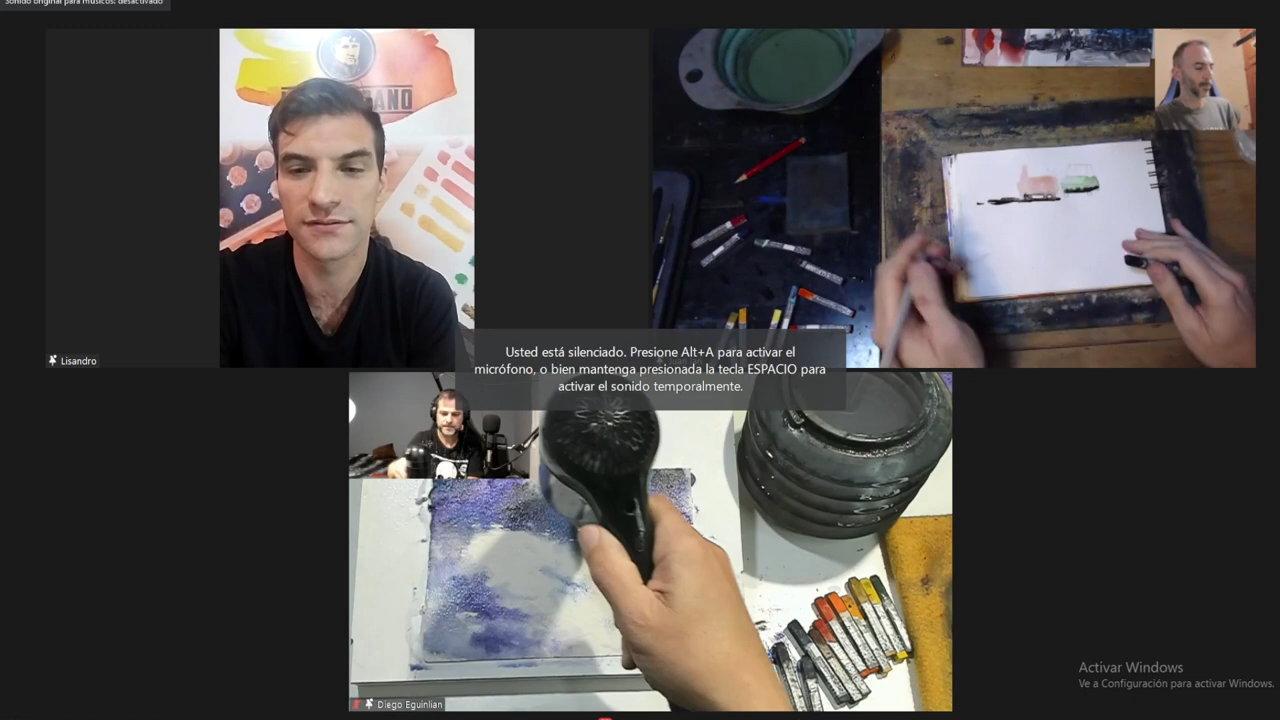 Sonido original para músicos: desactivado
ANO
Lisandro
Usted está silenciado. Presione Alt+A para activar el
micrófono, o bien mantenga presionada la tecla ESPACIO para
activar el sonido temporalmente.
Diego Eguinlian
Activar Windows
Ve a Configuración para activar Windows.